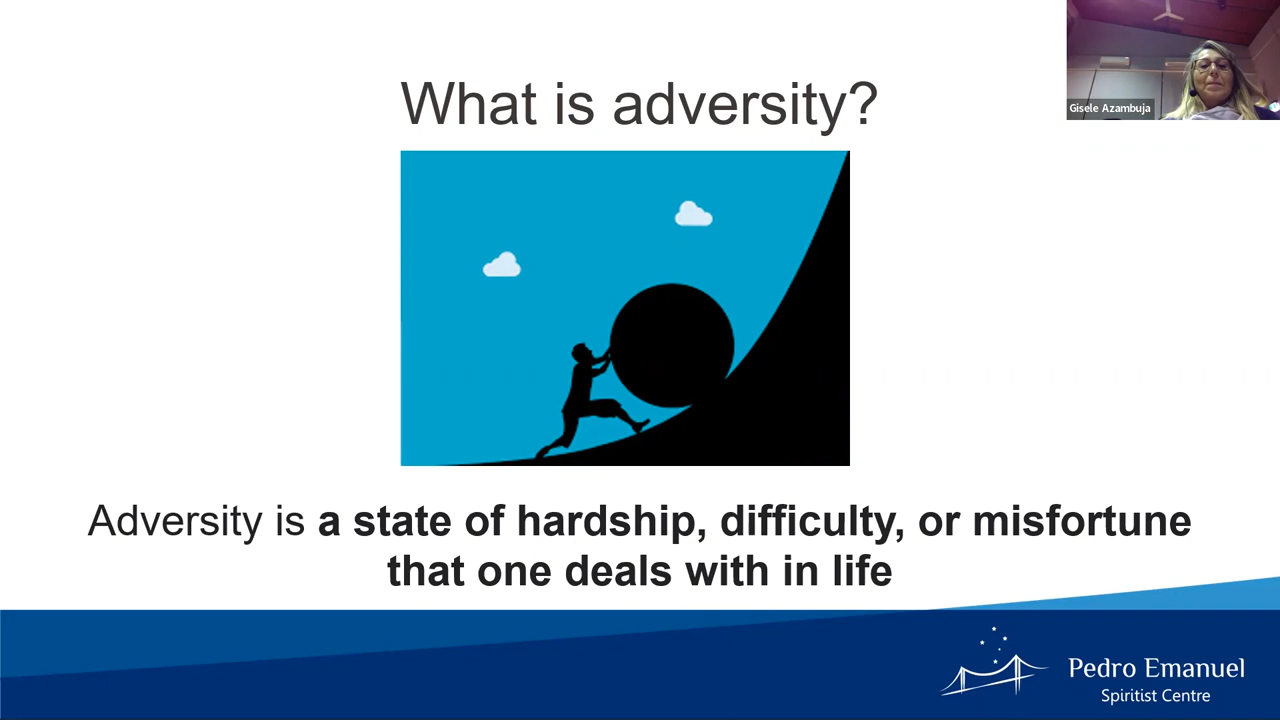 What is adversity?
Gisele Azambuja
Adversity is a state of hardship, difficulty, or misfortune
that one deals with in life
Pedro Emanuel
Spiritist Centre